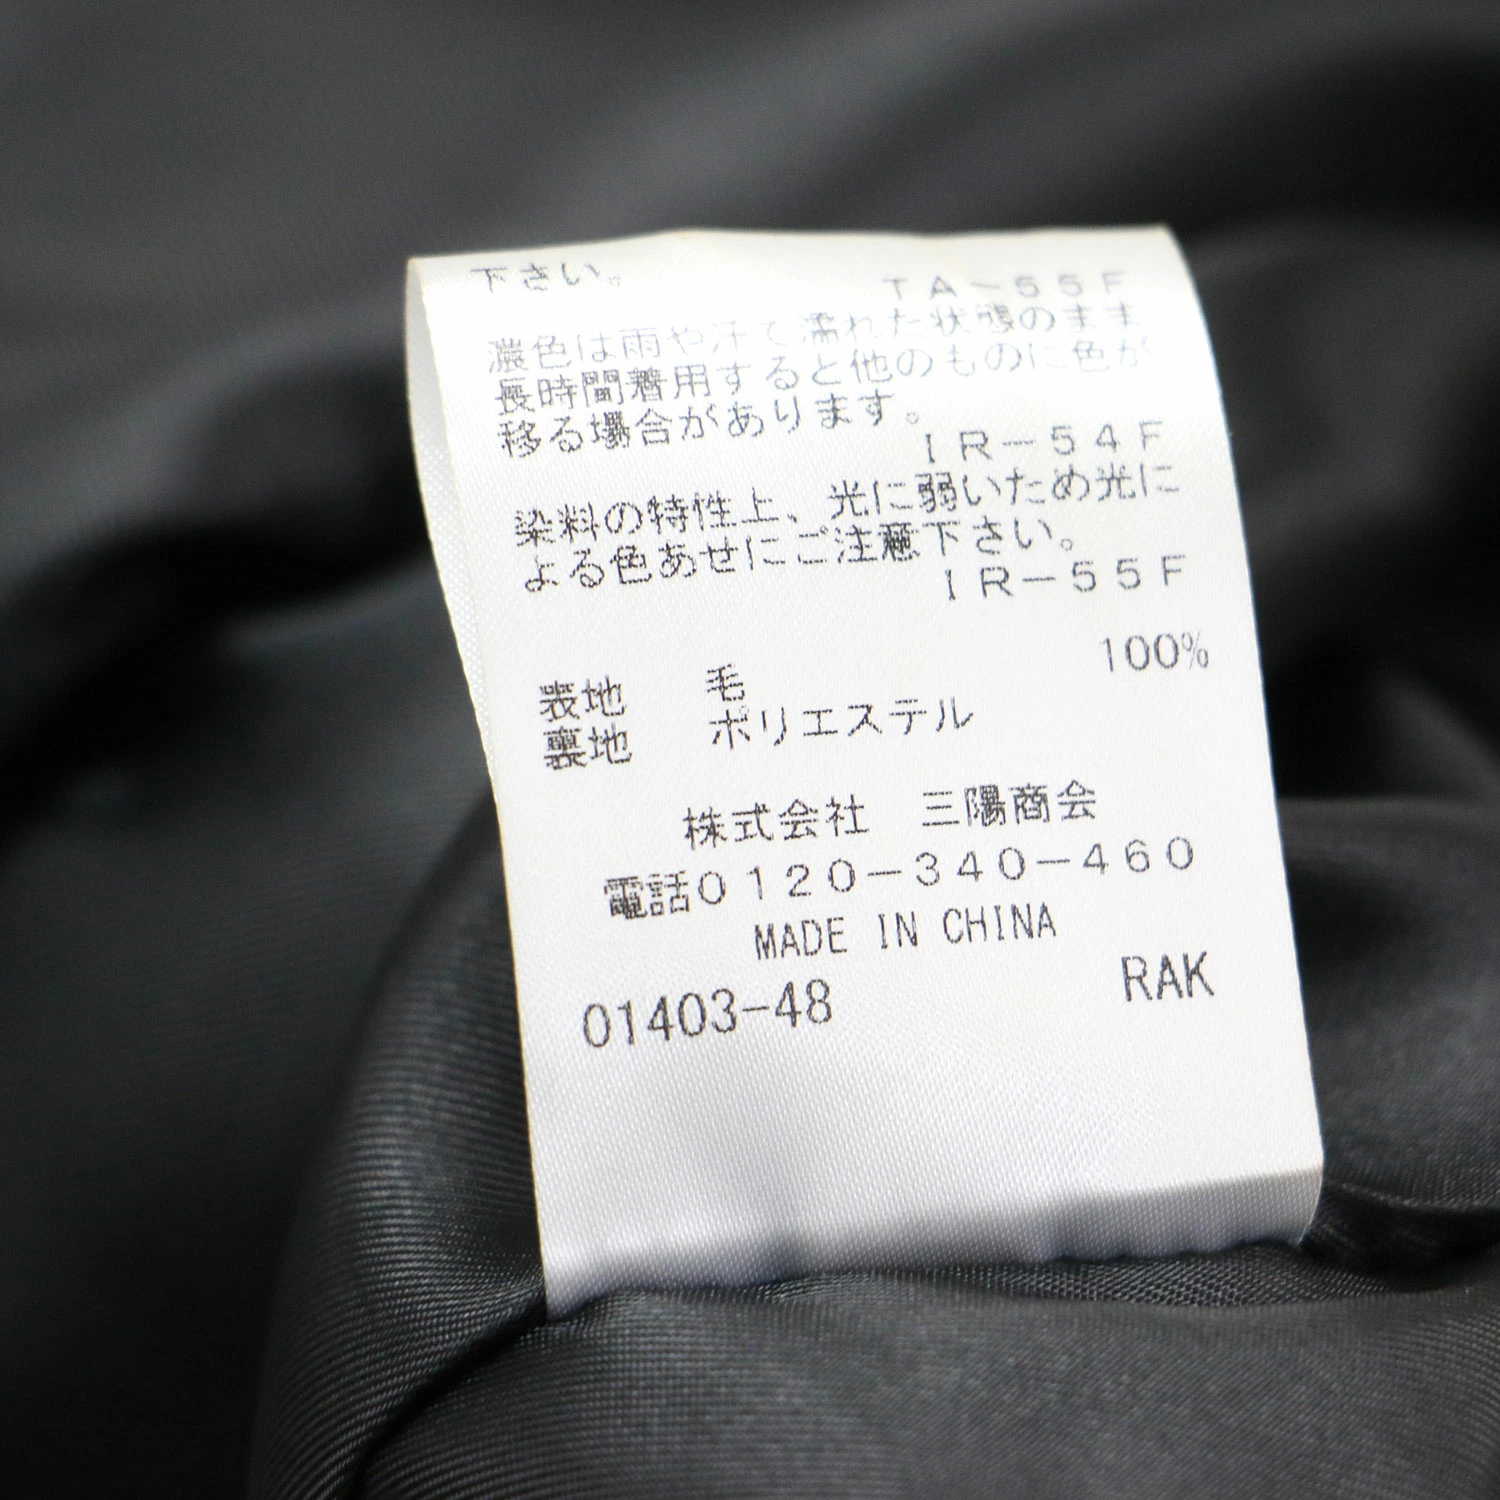 下さい。
TA-55F
濃色は雨や汗で濡れた状態のまま
長時間着用すると他のものに色が
移る場合があります。
IR-54F
染料の特性上、光に弱いため光に
よる色あせにご注意下さい。
IR-55F
表地 毛 100%
裏地 ポリエステル
株式会社 三陽商会
電話0120-340-460
MADE IN CHINA
01403-48 RAK